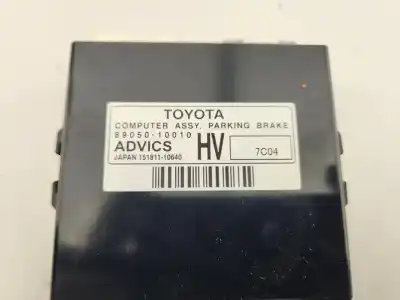 TOYOTA
COMPUTER ASSY, PARKING BRAKE
89050-10010
ADVICS HV 7C04
JAPAN 151811-10640